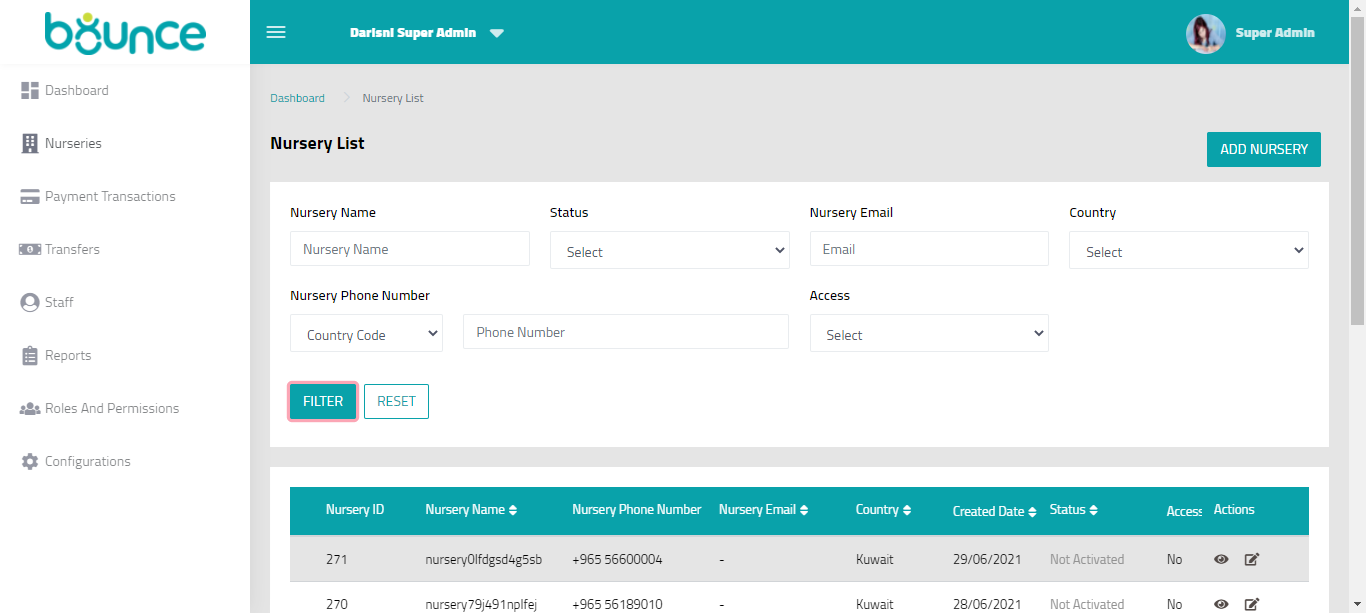 bounce
Darisni Super Admin
Super Admin
Dashboard
Nurseries
Payment Transactions
Transfers
Staff
Reports
Roles And Permissions
Configurations
Dashboard Nursery List
Nursery List
ADD NURSERY
Nursery Name Status Nursery Email Country
Nursery Name Select Email Select
Nursery Phone Number Access
Country Code Phone Number Select
FILTER RESET
Nursery ID Nursery Name Nursery Phone Number Nursery Email Country Created Date Status Access Actions
271 nursery0lfdgsd4g5sb +965 56600004 - Kuwait 29/06/2021 Not Activated No
270 nursery79j491nplfej +965 56189010 - Kuwait 28/06/2021 Not Activated No